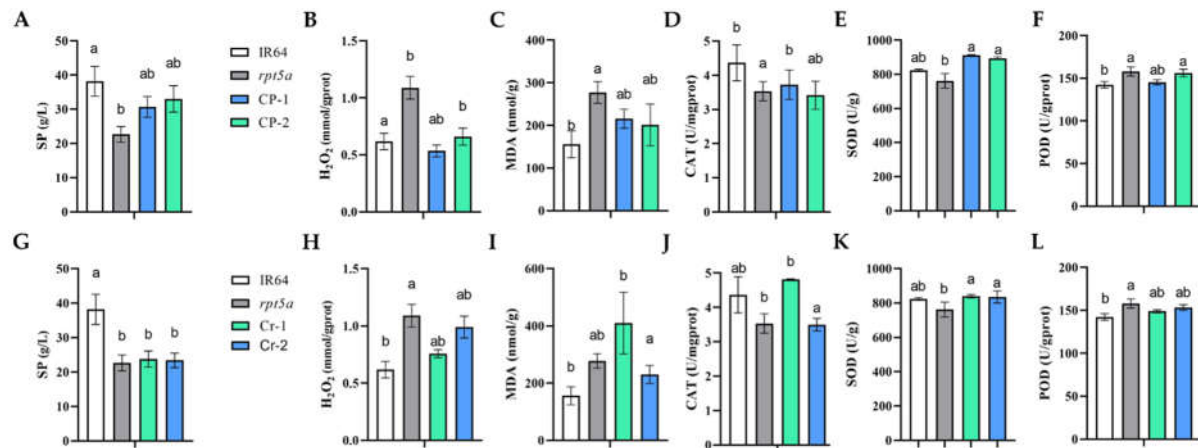 A
SP (g/L)
50
40
30
20
10
0
a
b
ab
ab
IR64
rpt5a
CP-1
CP-2
B
H₂O₂ (mmol/gprot)
1.5
1.0
0.5
0.0
a
b
ab
b
C
MDA (nmol/g)
400
300
200
100
0
b
a
ab
ab
D
CAT (U/mgprot)
5
4
3
2
1
0
b
a
b
ab
E
SOD (U/g)
1000
800
600
400
200
0
ab
b
a
a
F
POD (U/gprot)
200
150
100
50
0
b
a
ab
a
G
SP (g/L)
50
40
30
20
10
0
a
b
b
b
IR64
rpt5a
Cr-1
Cr-2
H
H₂O₂ (mmol/gprot)
1.5
1.0
0.5
0.0
b
a
ab
ab
I
MDA (nmol/g)
600
400
200
0
b
ab
b
a
J
CAT (U/mgprot)
5
4
3
2
1
0
ab
b
b
a
K
SOD (U/g)
1000
800
600
400
200
0
ab
b
a
a
L
POD (U/gprot)
200
150
100
50
0
b
a
ab
ab